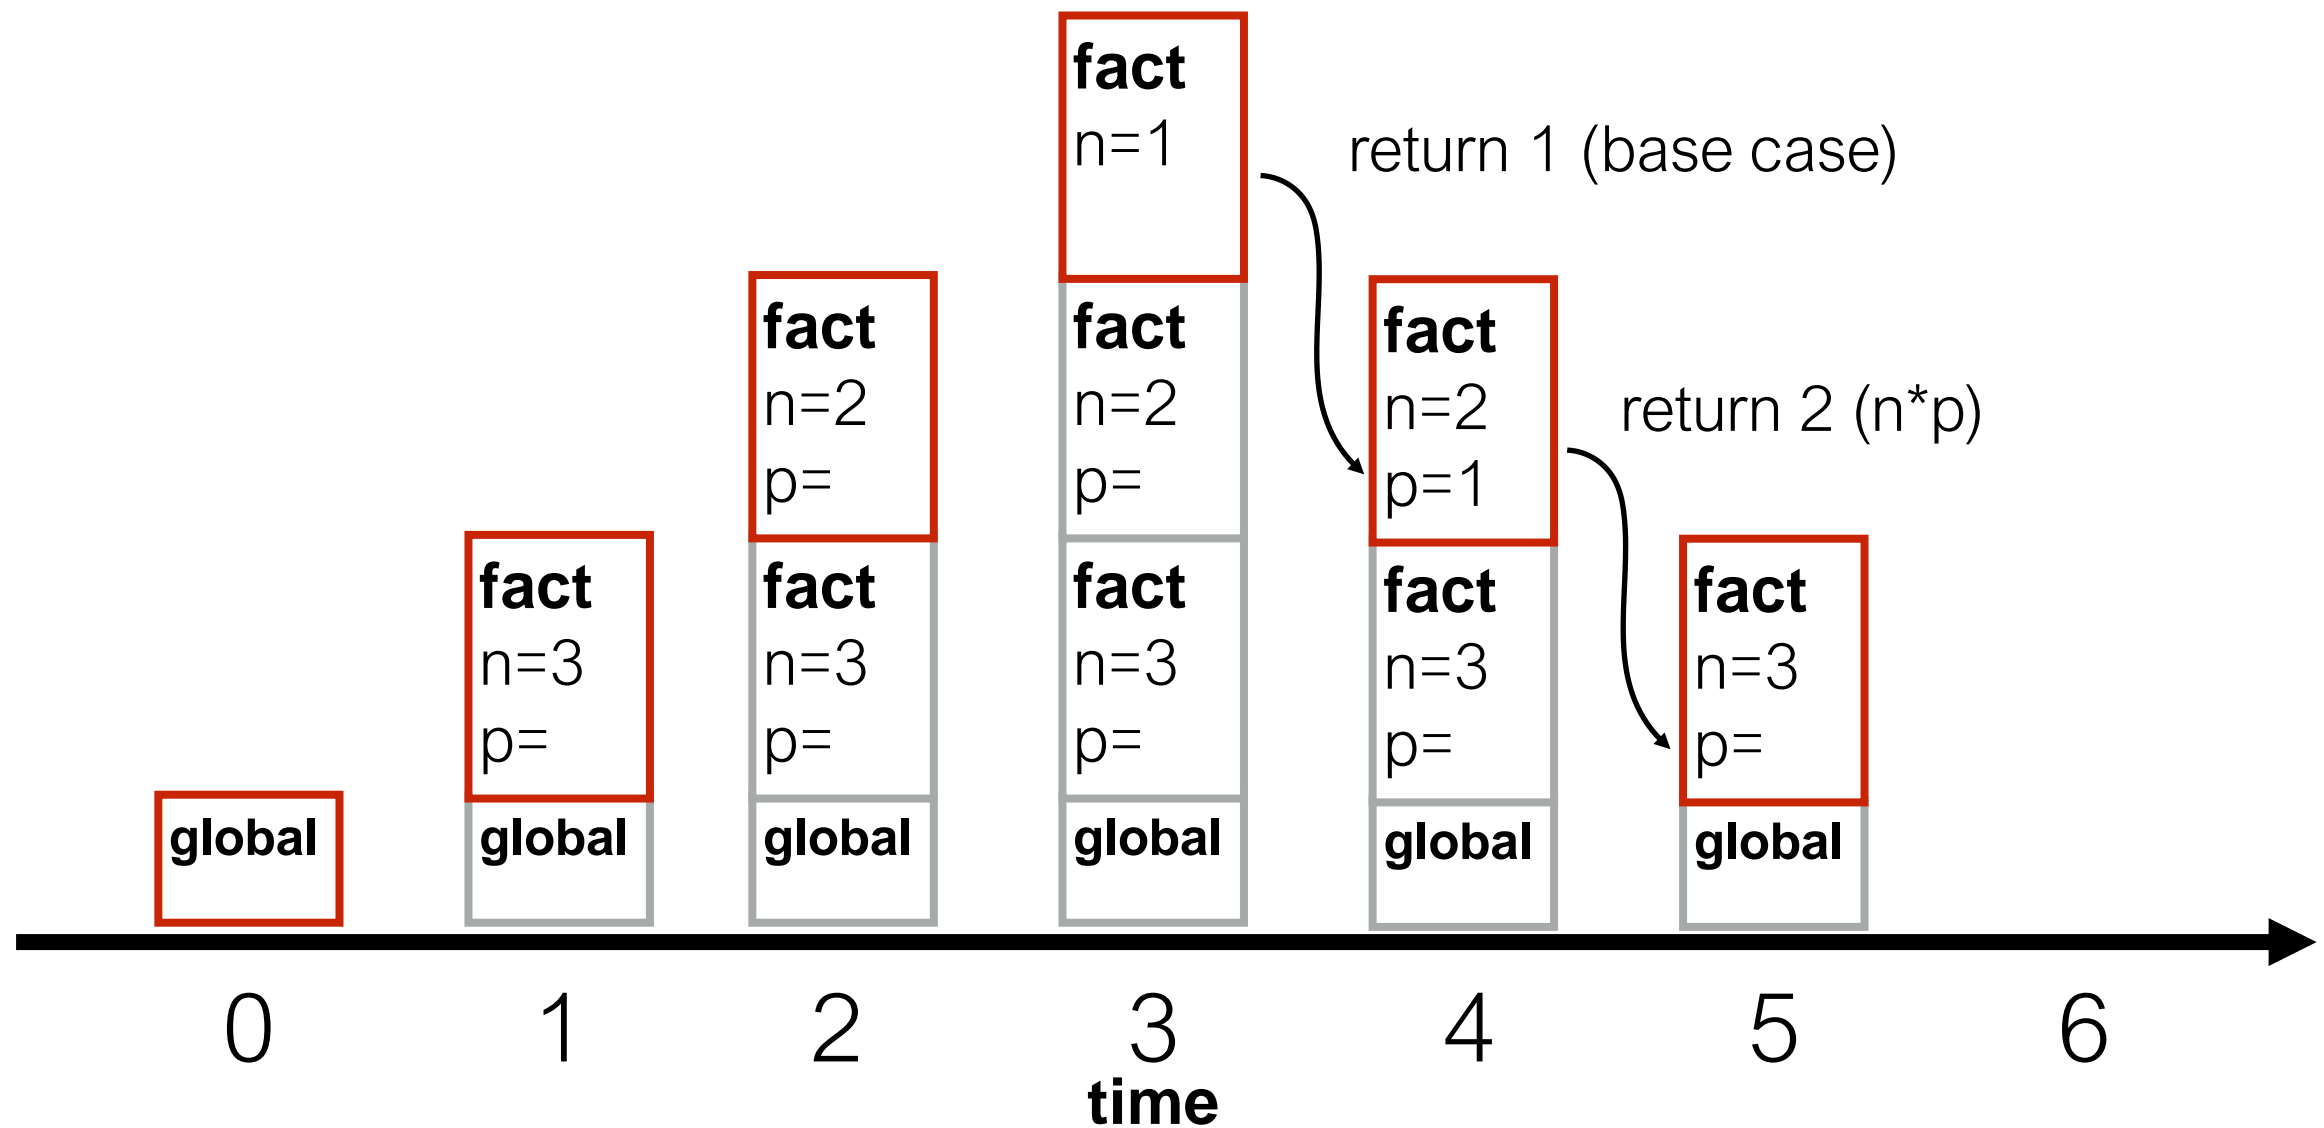 fact
n=1
return 1 (base case)
fact
n=2
p=
fact
n=2
p=
fact
n=2
p=1
return 2 (n*p)
fact
n=3
p=
fact
n=3
p=
fact
n=3
p=
fact
n=3
p=
fact
n=3
p=
global
global
global
global
global
global
0
1
2
3
4
5
6
time